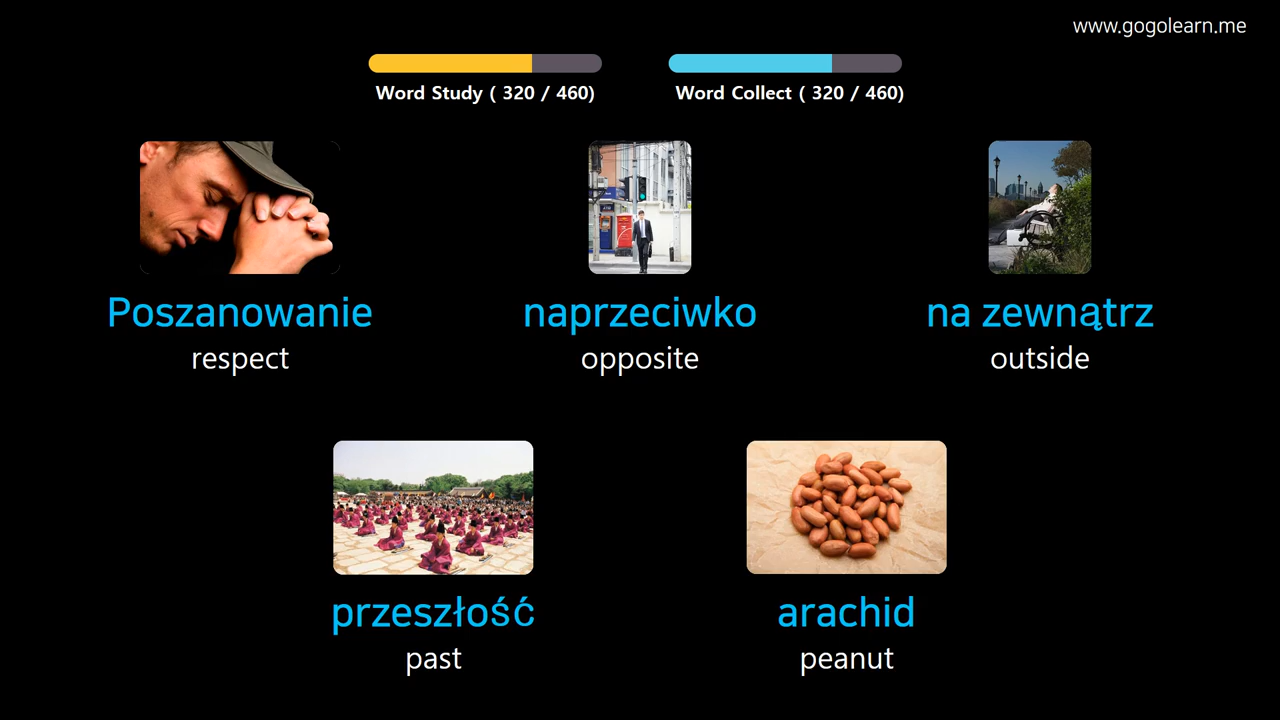 www.gogolearn.me
Word Study ( 320 / 460)
Word Collect ( 320 / 460)
Poszanowanie
respect
naprzeciwko
opposite
na zewnątrz
outside
przeszłość
past
arachid
peanut